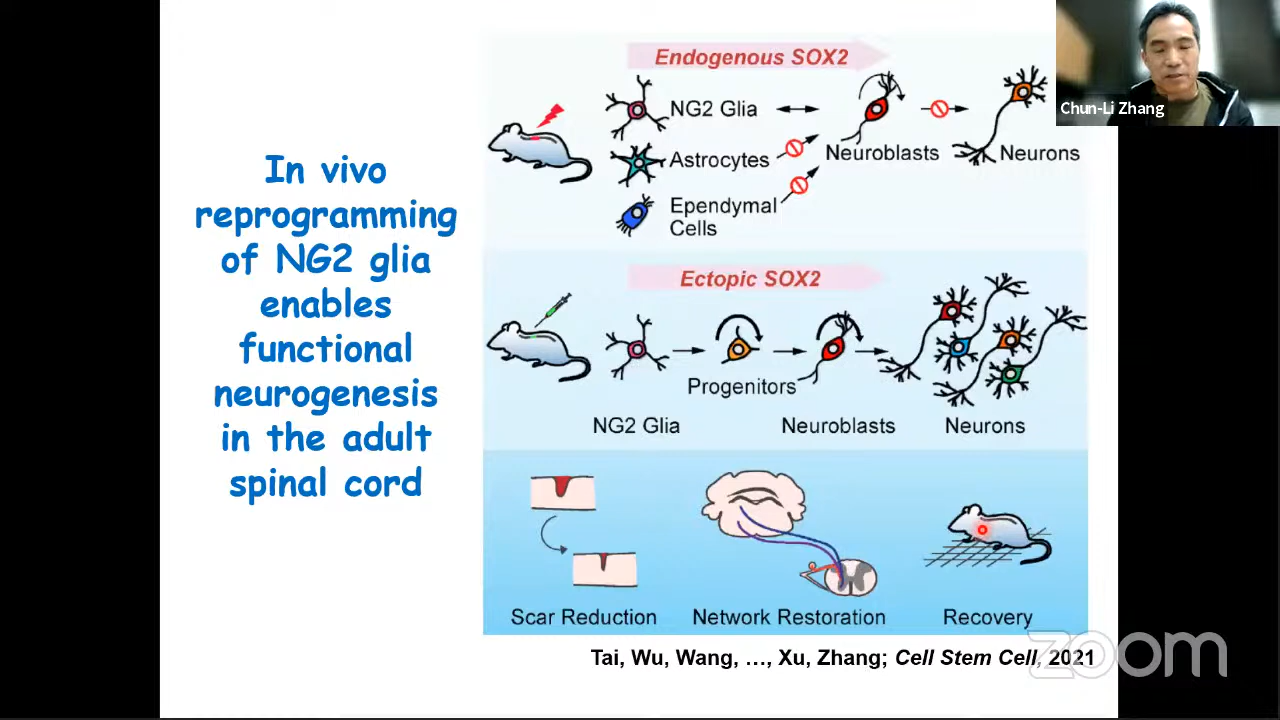 In vivo
reprogramming
of NG2 glia
enables
functional
neurogenesis
in the adult
spinal cord
Endogenous SOX2
NG2 Glia
Astrocytes
Ependymal
Cells
Neuroblasts
Neurons
Ectopic SOX2
Progenitors
NG2 Glia
Neuroblasts
Neurons
Scar Reduction
Network Restoration
Recovery
Tai, Wu, Wang, ..., Xu, Zhang; Cell Stem Cell, 2021
Chun-Li Zhang
zoom